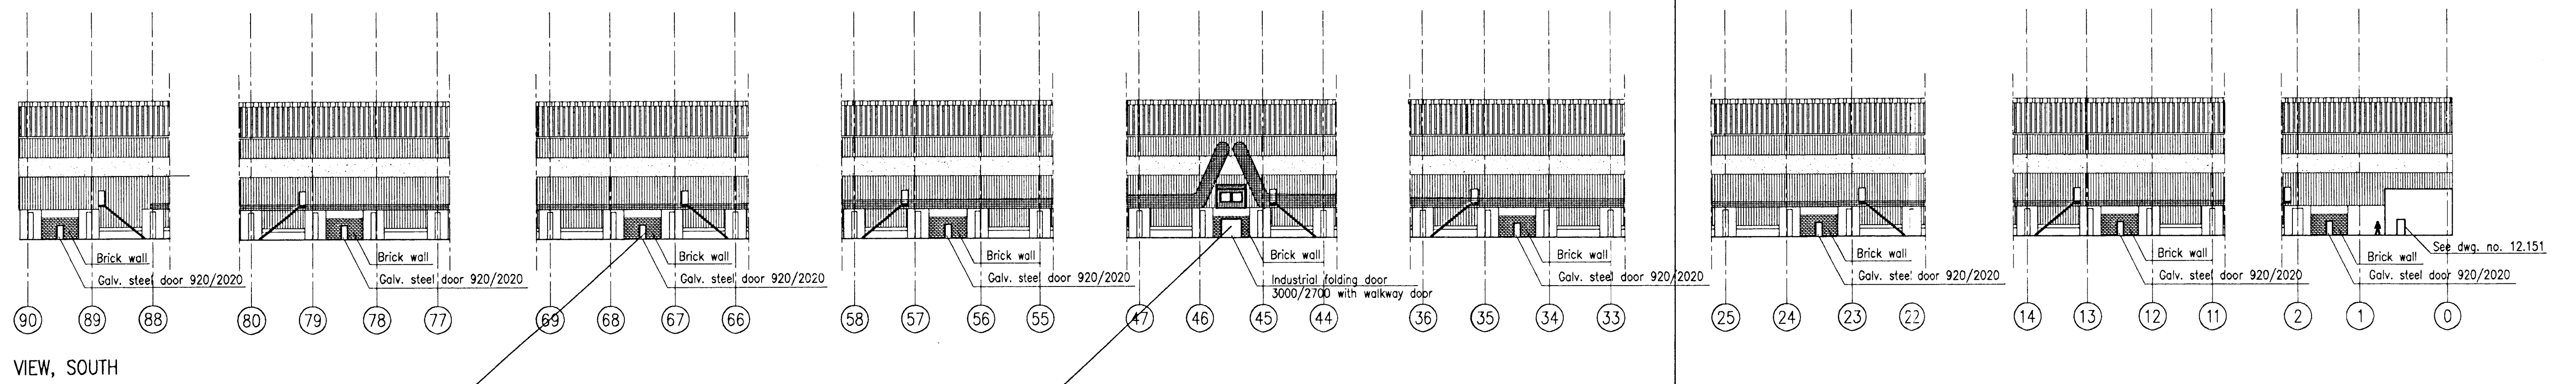 Brick wall
Galv. steel door 920/2020
Brick wall
Galv. steel door 920/2020
Brick wall
Galv. steel door 920/2020
Brick wall
Galv. steel door 920/2020
Brick wall
Industrial folding door
3000/2700 with walkway door
Brick wall
Galv. steel door 920/2020
Brick wall
Galv. steel door 920/2020
Brick wall
Galv. steel door 920/2020
See dwg. no. 12.151
Brick wall
Galv. steel door 920/2020
90 89 88 80 79 78 77 69 68 67 66 58 57 56 55 47 46 45 44 36 35 34 33 25 24 23 22 14 13 12 11 2 1 0
VIEW, SOUTH